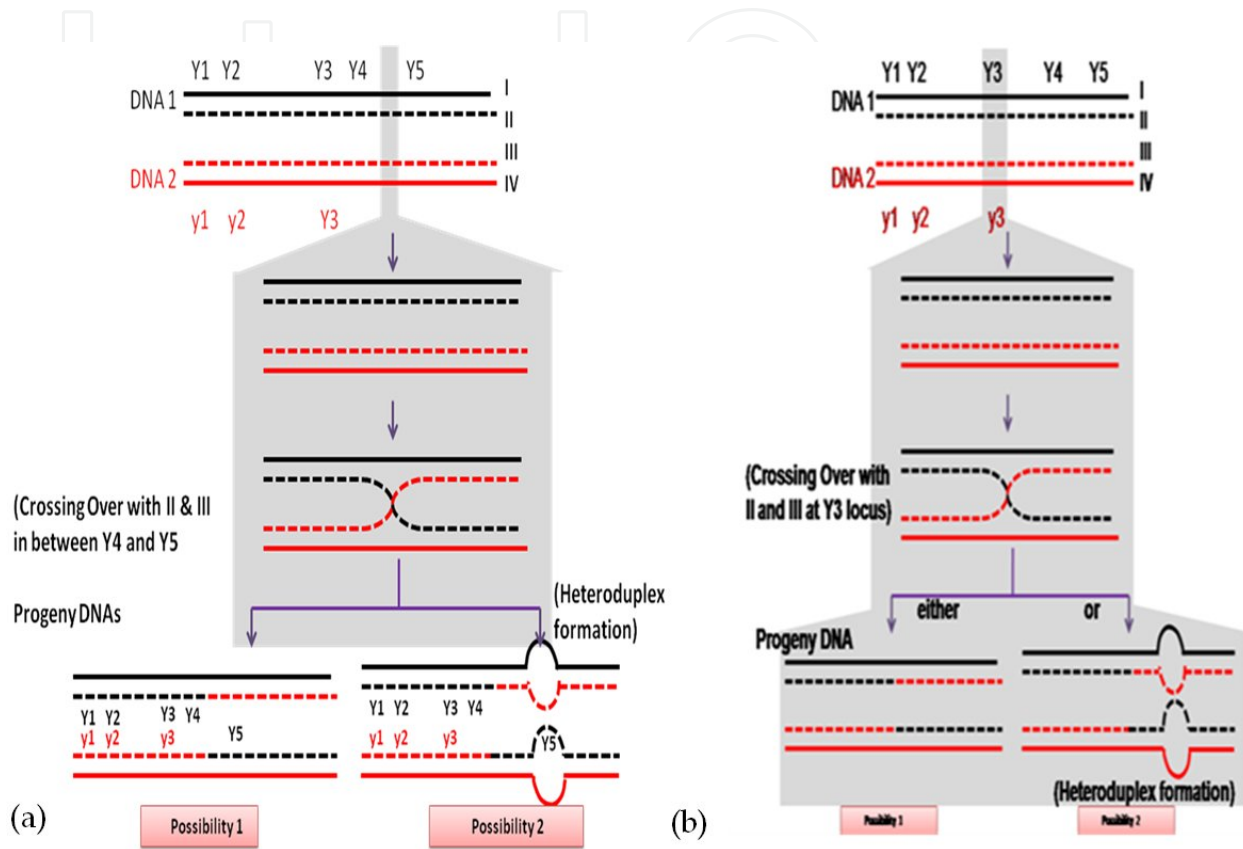 Y1 Y2 Y3 Y4 Y5
DNA 1
I
II
III
DNA 2
IV
y1 y2 Y3
(Crossing Over with II & III
in between Y4 and Y5
Progeny DNAs
(Heteroduplex
formation)
Y1 Y2 Y3 Y4
y1 y2 y3 Y5
Y1 Y2 Y3 Y4
y1 y2 y3 Y5
(a)
Possibility 1
Possibility 2
Y1 Y2 Y3 Y4 Y5
DNA 1
I
II
III
DNA 2
IV
y1 y2 y3
(Crossing Over with
II and III at Y3 locus)
either or
Progeny DNA
(Heteroduplex formation)
(b)
Possibility 1
Possibility 2